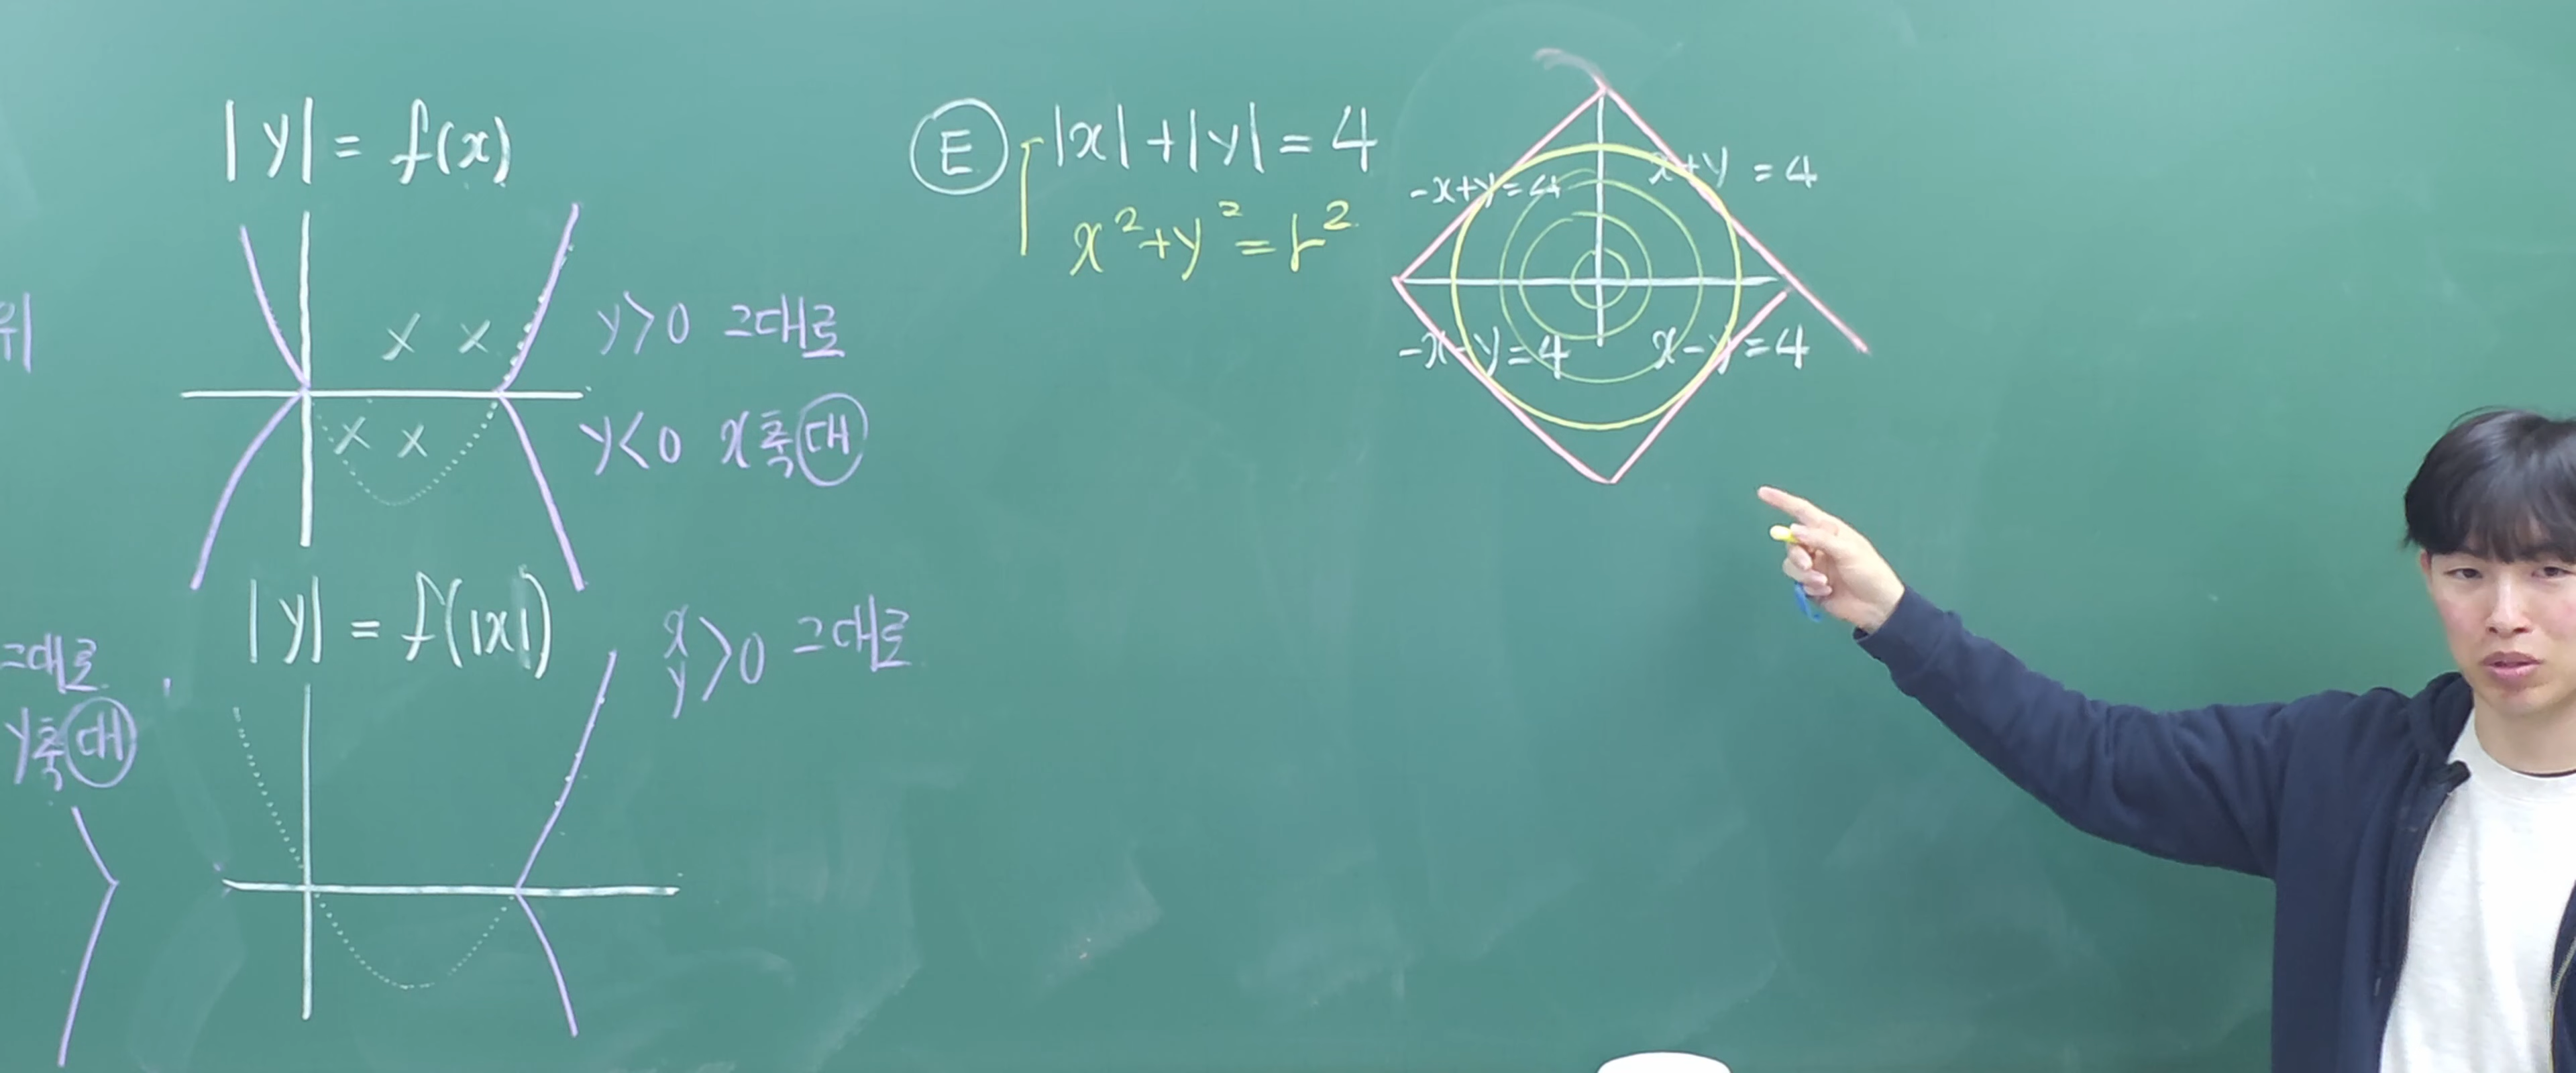 위
그대로
y축대
|y| = f(x)
y>0 그대로
y<0 x축대
|y| = f(|x|)
x
y >0 그대로
E |x|+|y|=4
x²+y²=r²
-x+y=4
x+y=4
-x-y=4
x-y=4
x x
x x